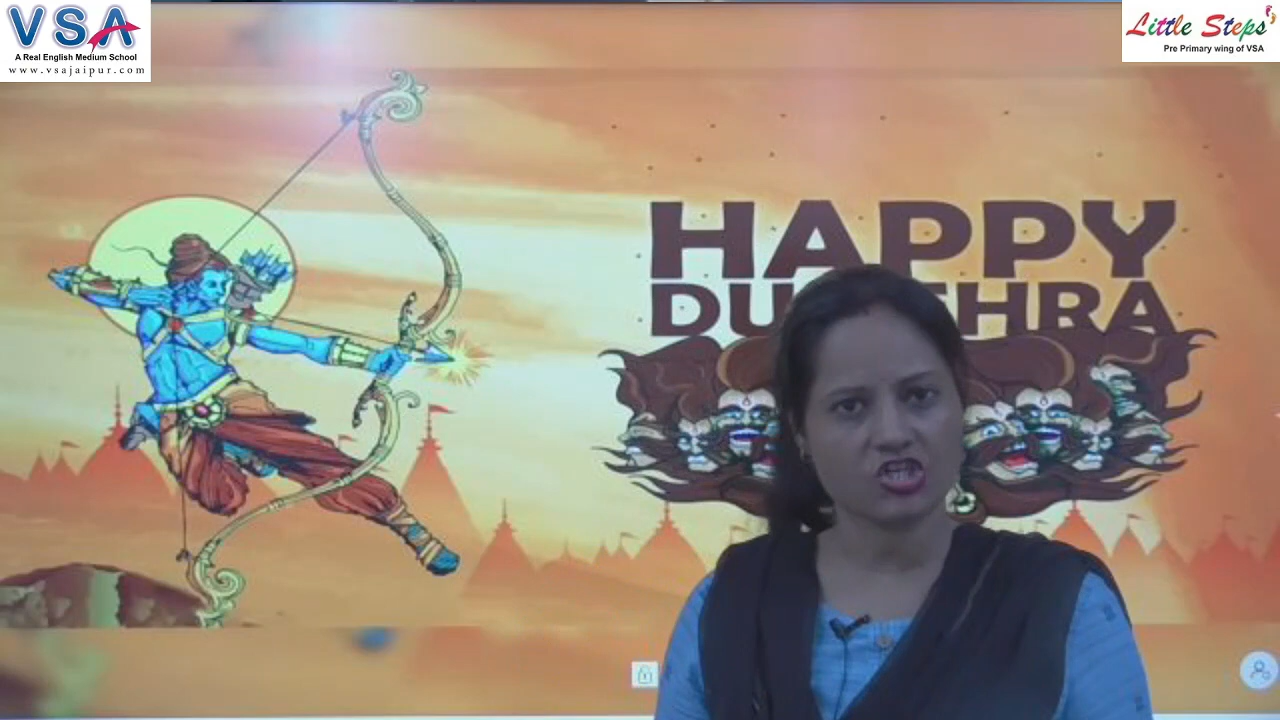 VSA
A Real English Medium School
www.vsajaipur.com
Little Steps
Pre Primary wing of VSA
HAPPY